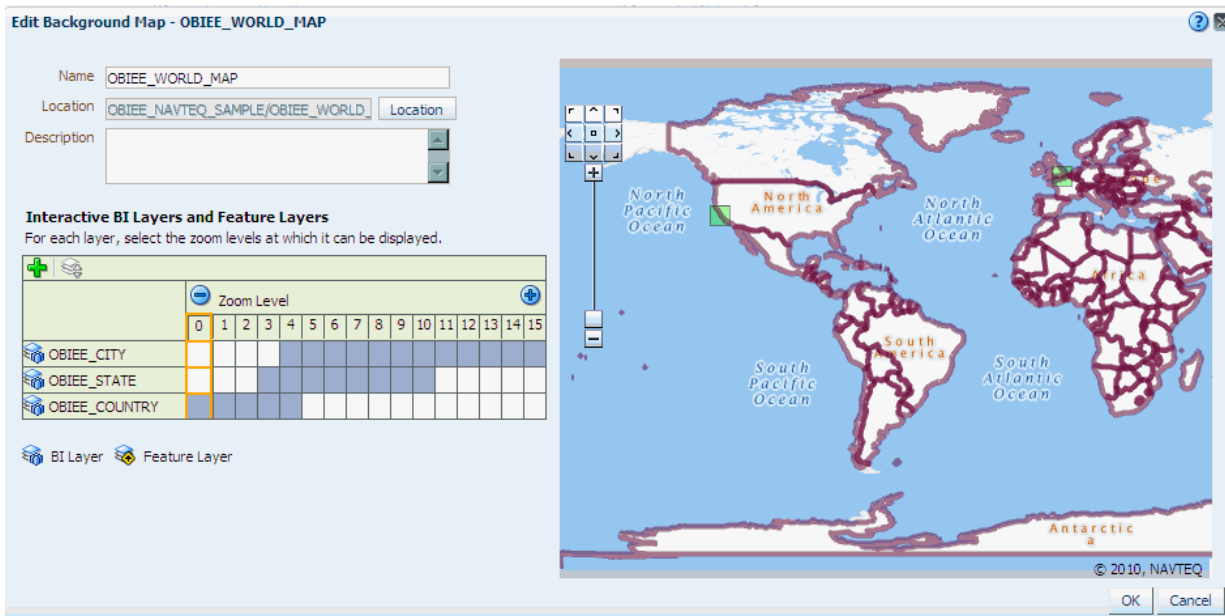 Edit Background Map - OBIEE_WORLD_MAP
Name OBIEE_WORLD_MAP
Location OBIEE_NAVTEQ_SAMPLE/OBIEE_WORLD_ Location
Description
Interactive BI Layers and Feature Layers
For each layer, select the zoom levels at which it can be displayed.
Zoom Level
0 1 2 3 4 5 6 7 8 9 10 11 12 13 14 15
OBIEE_CITY
OBIEE_STATE
OBIEE_COUNTRY
BI Layer Feature Layer
North
Pacific
Ocean
North
America
North
Atlantic
Ocean
Africa
South
America
South
Pacific
Ocean
South
Atlantic
Ocean
Antarctic
a
© 2010, NAVTEQ
OK Cancel